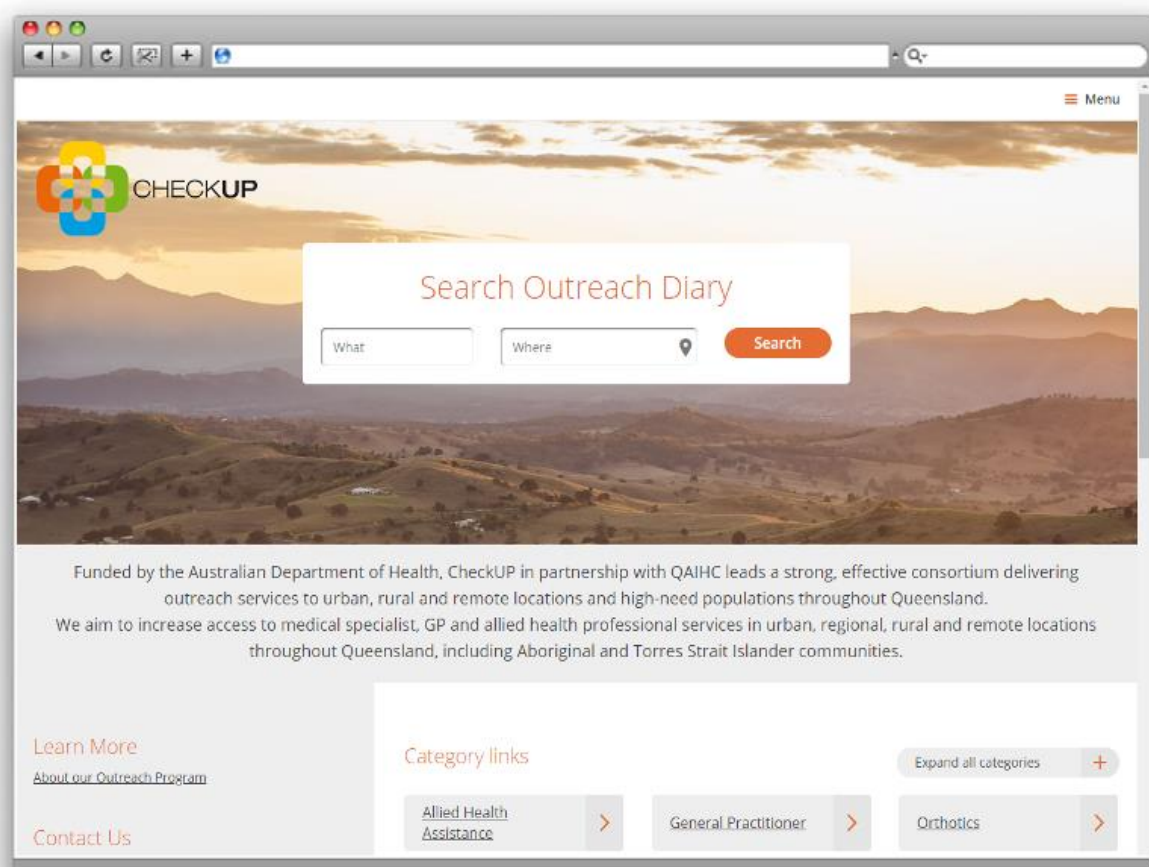 Menu
CHECKUP
Search Outreach Diary
What
Where
Search
Funded by the Australian Department of Health, CheckUP in partnership with QAIHC leads a strong, effective consortium delivering
outreach services to urban, rural and remote locations and high-need populations throughout Queensland.
We aim to increase access to medical specialist, GP and allied health professional services in urban, regional, rural and remote locations
throughout Queensland, including Aboriginal and Torres Strait Islander communities.
Learn More
About our Outreach Program
Contact Us
Category links
Expand all categories
Allied Health
Assistance
General Practitioner
Orthotics